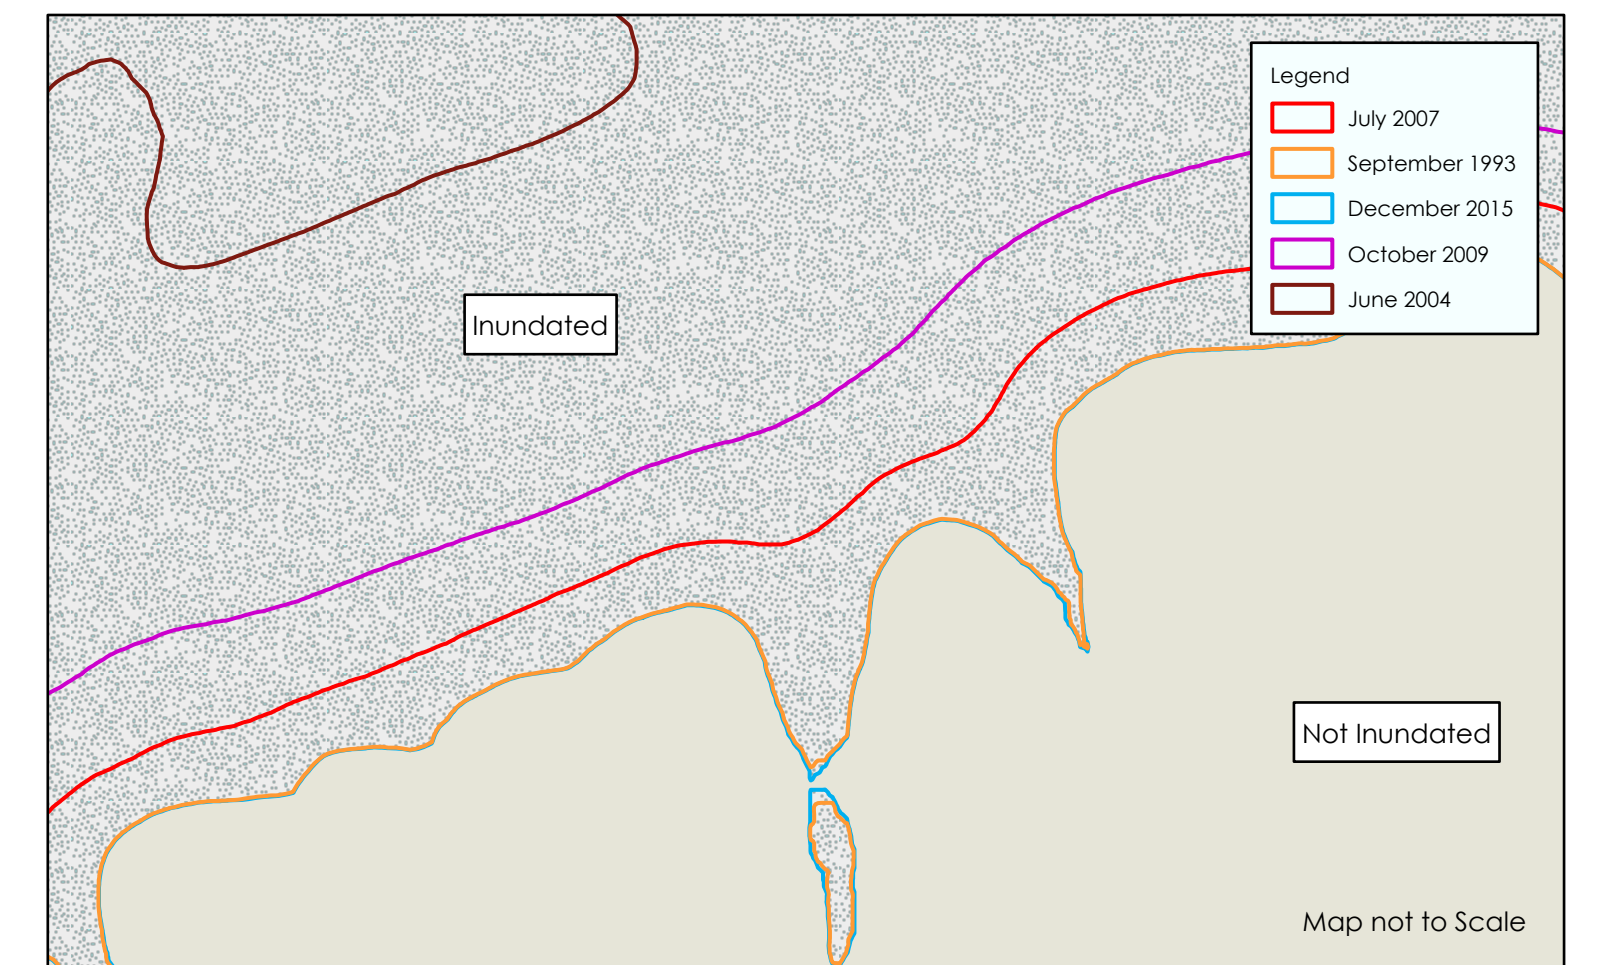 Legend
July 2007
September 1993
December 2015
October 2009
June 2004
Inundated
Not Inundated
Map not to Scale